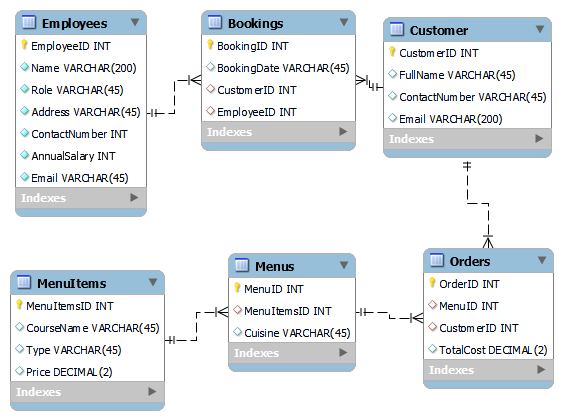 Employees
EmployeeID INT
Name VARCHAR(200)
Role VARCHAR(45)
Address VARCHAR(45)
ContactNumber INT
AnnualSalary INT
Email VARCHAR(45)
Indexes
Bookings
BookingID INT
BookingDate VARCHAR(45)
CustomerID INT
EmployeeID INT
Indexes
Customer
CustomerID INT
FullName VARCHAR(45)
ContactNumber VARCHAR(45)
Email VARCHAR(200)
Indexes
MenuItems
MenuItemsID INT
CourseName VARCHAR(45)
Type VARCHAR(45)
Price DECIMAL(2)
Indexes
Menus
MenuID INT
MenuItemsID INT
Cuisine VARCHAR(45)
Indexes
Orders
OrderID INT
MenuID INT
CustomerID INT
TotalCost DECIMAL(2)
Indexes